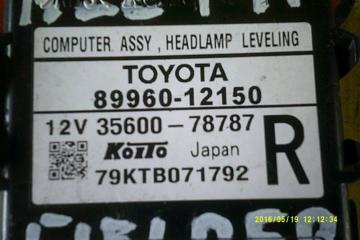 COMPUTER ASSY , HEADLAMP LEVELING
TOYOTA
89960-12150
12V 35600-78787
KOITO Japan R
79KTB071792
2016/05/19 12:12:34
FIELDER